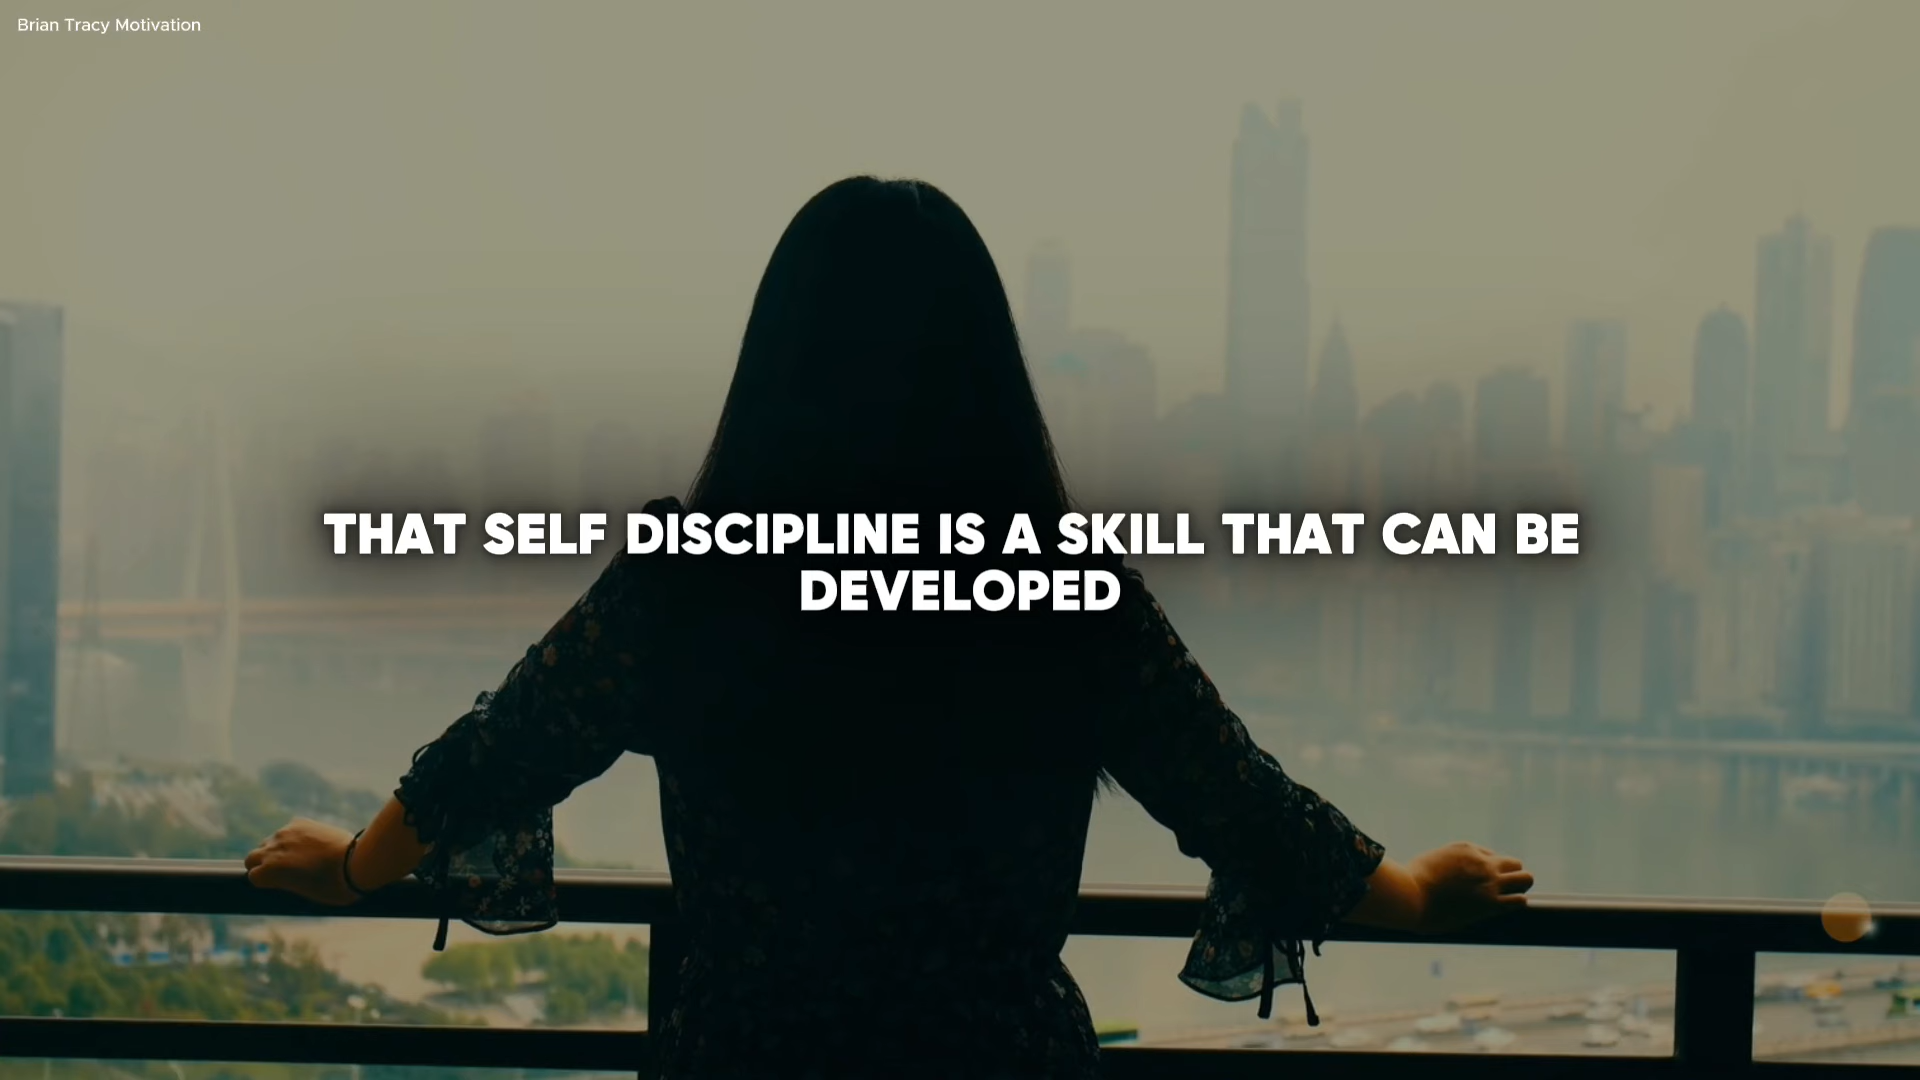 Brian Tracy Motivation
THAT SELF DISCIPLINE IS A SKILL THAT CAN BE
DEVELOPED